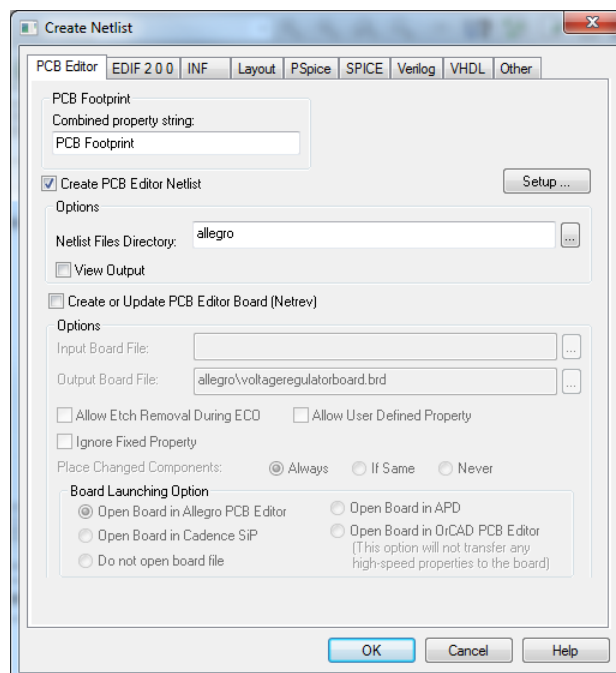 Create Netlist
PCB Editor EDIF 2 0 0 INF Layout PSpice SPICE Verilog VHDL Other
PCB Footprint
Combined property string:
PCB Footprint
Create PCB Editor Netlist
Setup ...
Options
Netlist Files Directory: allegro ...
View Output
Create or Update PCB Editor Board (Netrev)
Options
Input Board File: ...
Output Board File: allegro\voltageregulatorboard.brd ...
Allow Etch Removal During ECO Allow User Defined Property
Ignore Fixed Property
Place Changed Components: Always If Same Never
Board Launching Option
Open Board in Allegro PCB Editor Open Board in APD
Open Board in Cadence SiP Open Board in OrCAD PCB Editor
(This option will not transfer any
Do not open board file high-speed properties to the board)
OK Cancel Help